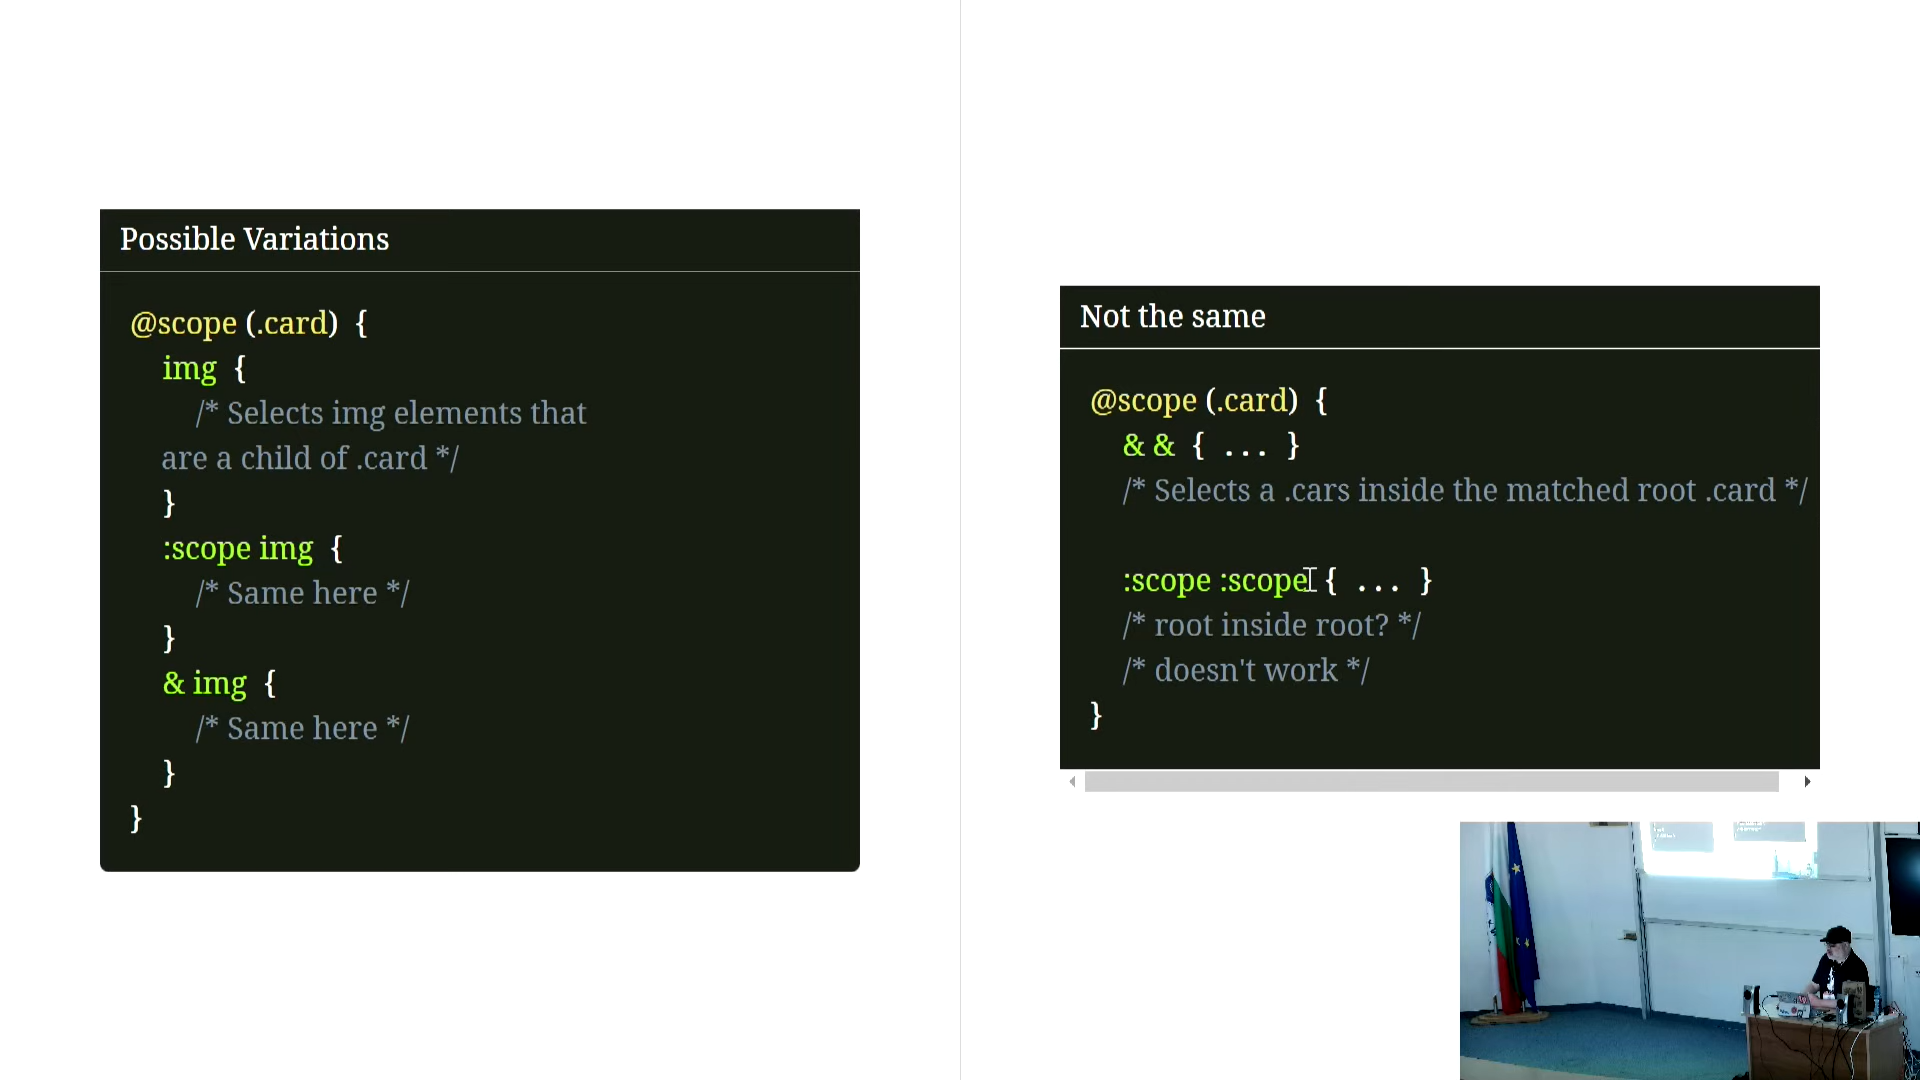 Possible Variations
@scope (.card) {
img {
/* Selects img elements that
are a child of .card */
}
:scope img {
/* Same here */
}
& img {
/* Same here */
}
}
Not the same
@scope (.card) {
& & { ... }
/* Selects a .cars inside the matched root .card */
:scope :scope { ... }
/* root inside root? */
/* doesn't work */
}